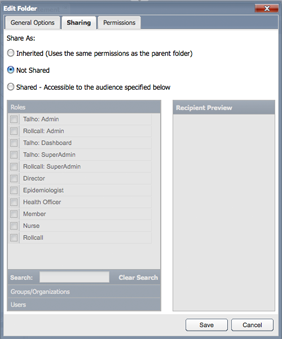 Edit Folder
General Options Sharing Permissions
Share As:
Inherited (Uses the same permissions as the parent folder)
Not Shared
Shared - Accessible to the audience specified below
Roles Recipient Preview
Talho: Admin
Rollcall: Admin
Talho: Dashboard
Talho: SuperAdmin
Rollcall: SuperAdmin
Director
Epidemiologist
Health Officer
Member
Nurse
Rollcall
Search: Clear Search
Groups/Organizations
Users
Save Cancel